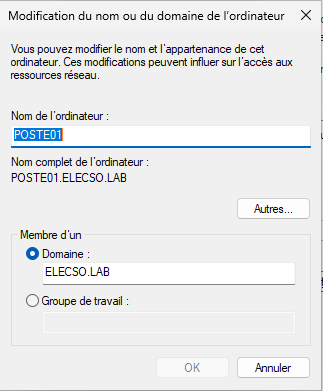 Modification du nom ou du domaine de l'ordinateur
Vous pouvez modifier le nom et l'appartenance de cet
ordinateur. Ces modifications peuvent influer sur l'accès aux
ressources réseau.
Nom de l'ordinateur :
POSTE01
Nom complet de l'ordinateur :
POSTE01.ELECSO.LAB
Autres...
Membre d'un
Domaine :
ELECSO.LAB
Groupe de travail :
OK
Annuler